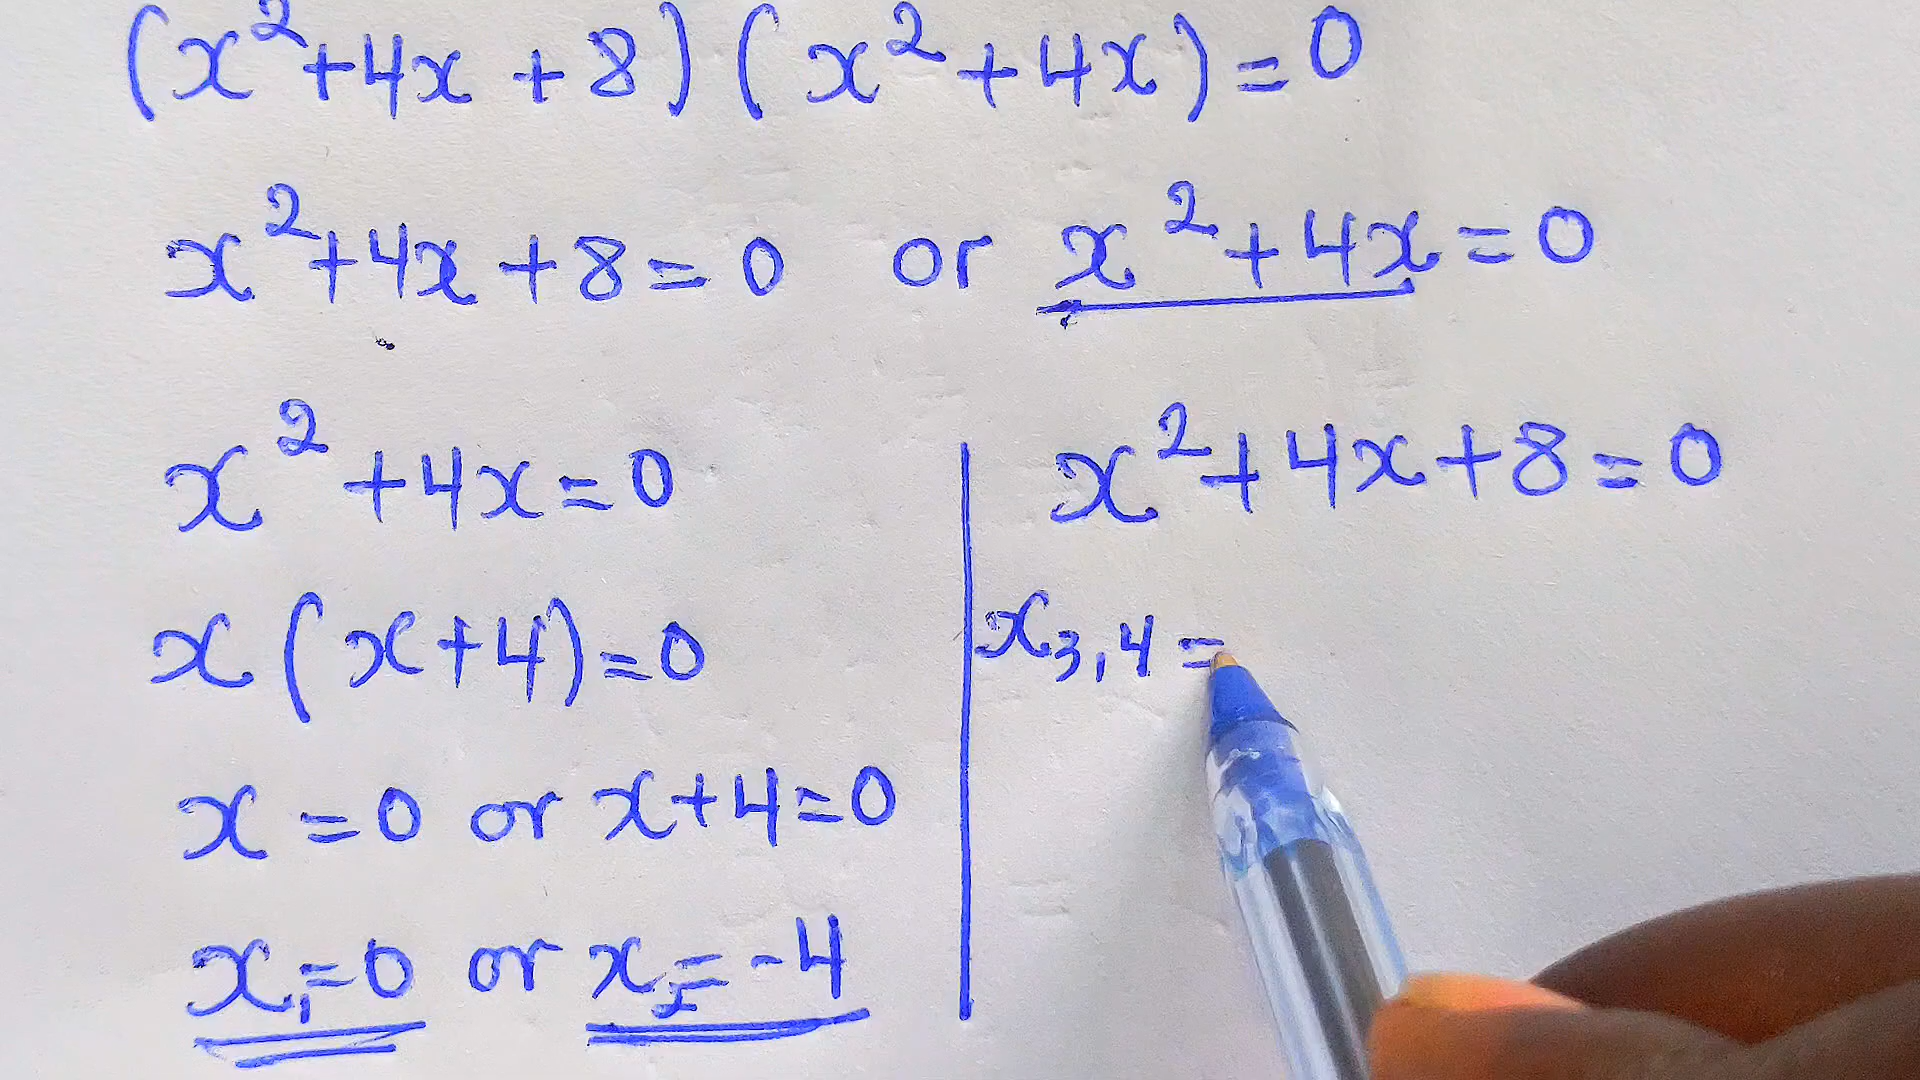 (x²+4x+8)(x²+4x)=0
x²+4x+8=0 or x²+4x=0
x²+4x=0
x(x+4)=0
x=0 or x+4=0
x₁=0 or x₂=-4
x²+4x+8=0
x₃,₄=